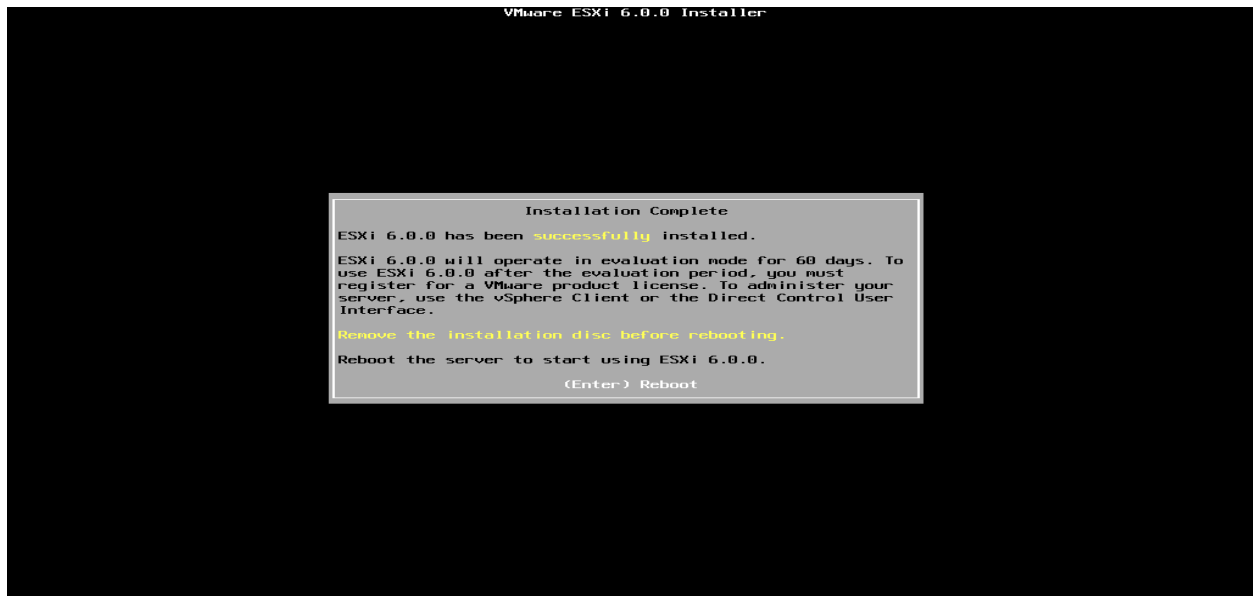 VMware ESXi 6.0.0 Installer
Installation Complete
ESXi 6.0.0 has been successfully installed.
ESXi 6.0.0 will operate in evaluation mode for 60 days. To
use ESXi 6.0.0 after the evaluation period, you must
register for a VMware product license. To administer your
server, use the vSphere Client or the Direct Control User
Interface.
Remove the installation disc before rebooting.
Reboot the server to start using ESXi 6.0.0.
(Enter) Reboot